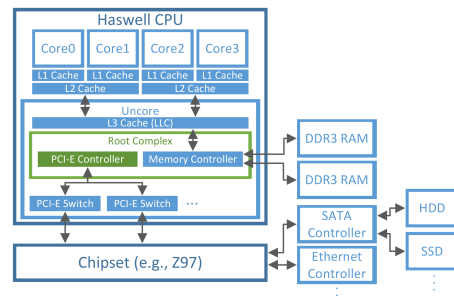 Haswell CPU
Core0 Core1 Core2 Core3
L1 Cache L1 Cache L1 Cache L1 Cache
L2 Cache L2 Cache
Uncore
L3 Cache (LLC)
Root Complex
PCI-E Controller Memory Controller
PCI-E Switch PCI-E Switch ...
Chipset (e.g., Z97)
DDR3 RAM
DDR3 RAM
SATA
Controller
Ethernet
Controller
HDD
SSD